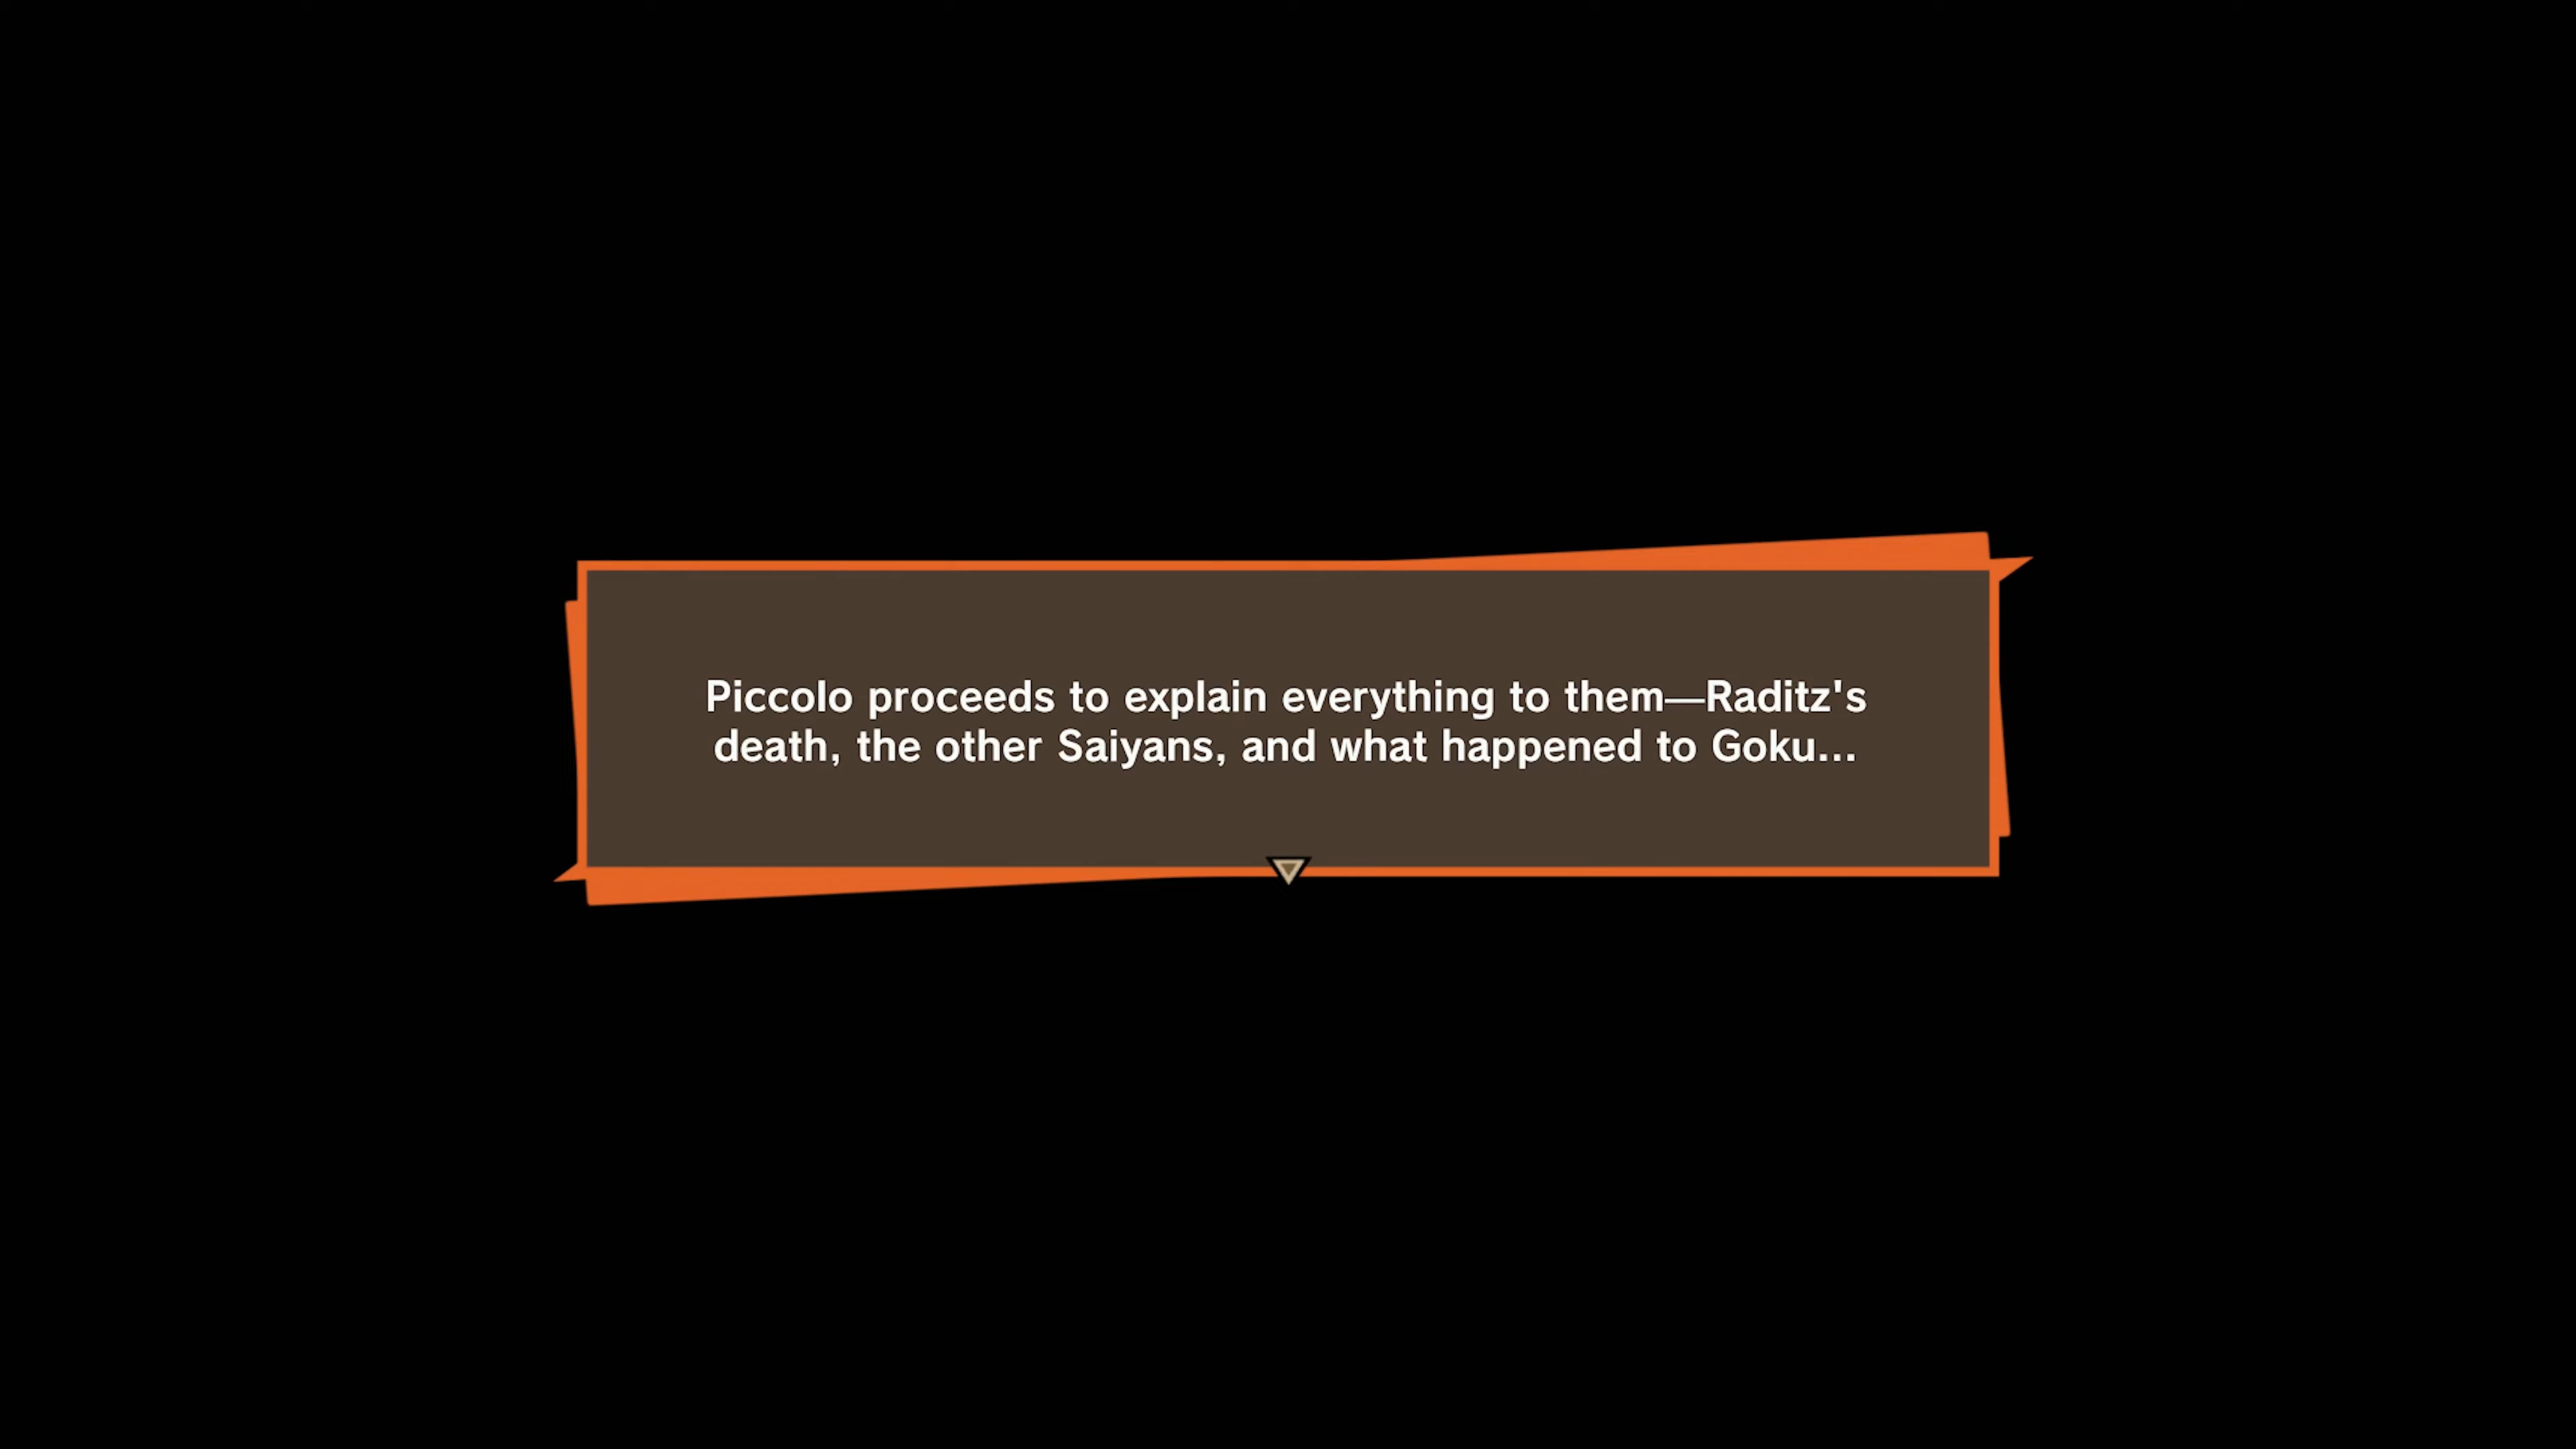 Piccolo proceeds to explain everything to them—Raditz's
death, the other Saiyans, and what happened to Goku...